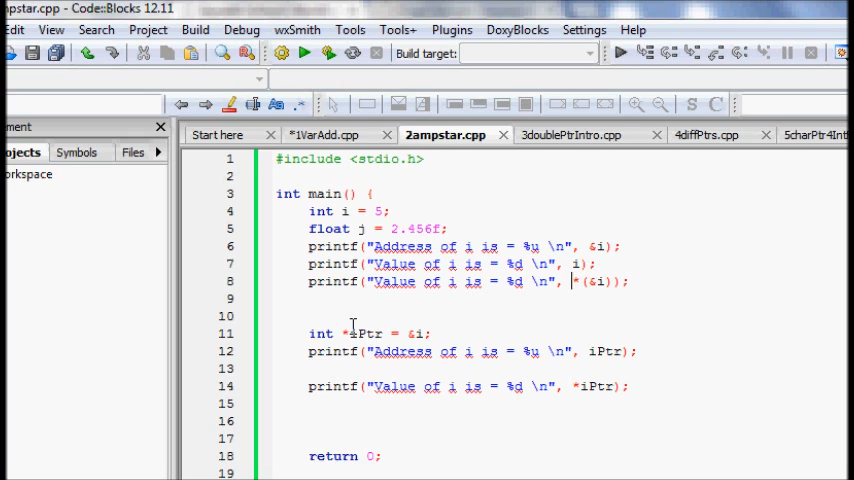 mpstar.cpp - Code::Blocks 12.11
Edit View Search Project Build Debug wxSmith Tools Tools+ Plugins DoxyBlocks Settings Help
Build target:
ment
Start here *1VarAdd.cpp 2ampstar.cpp 3doublePtrIntro.cpp 4diffPtrs.cpp 5charPtr4Int
ojects Symbols Files
orkspace
1 #include <stdio.h>
2
3 int main() {
4 int i = 5;
5 float j = 2.456f;
6 printf("Address of i is = %u \n", &i);
7 printf("Value of i is = %d \n", i);
8 printf("Value of i is = %d \n", *(&i));
9
10
11 int *iPtr = &i;
12 printf("Address of i is = %u \n", iPtr);
13
14 printf("Value of i is = %d \n", *iPtr);
15
16
17
18 return 0;
19